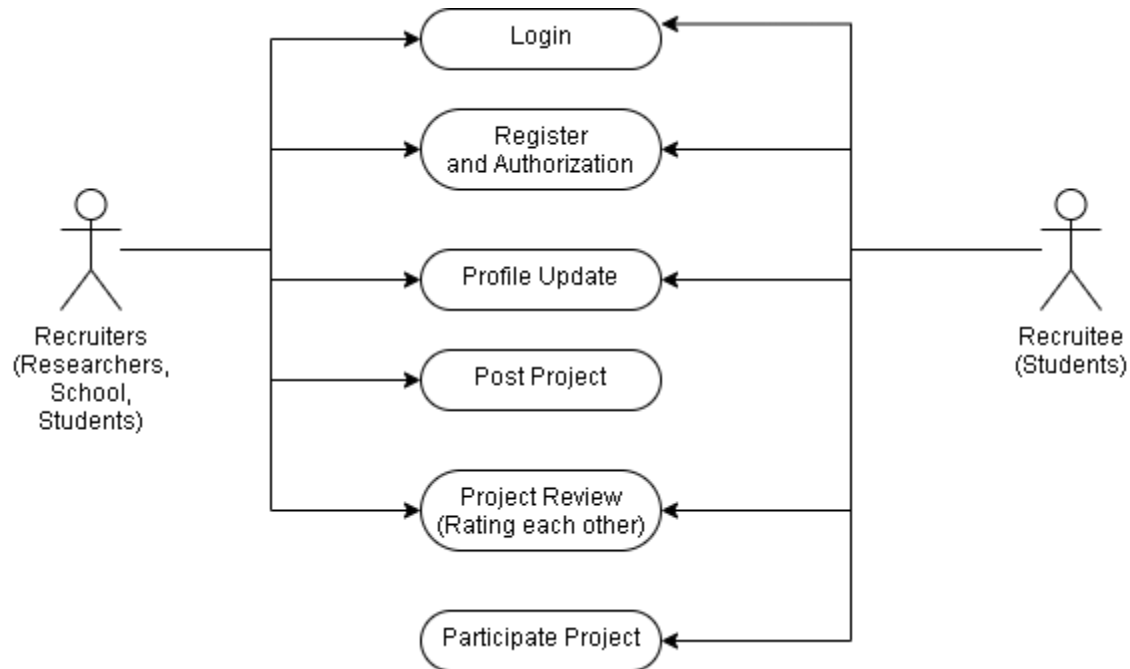 Login
Register
and Authorization
Profile Update
Recruiters
(Researchers,
School,
Students)
Recruitee
(Students)
Post Project
Project Review
(Rating each other)
Participate Project